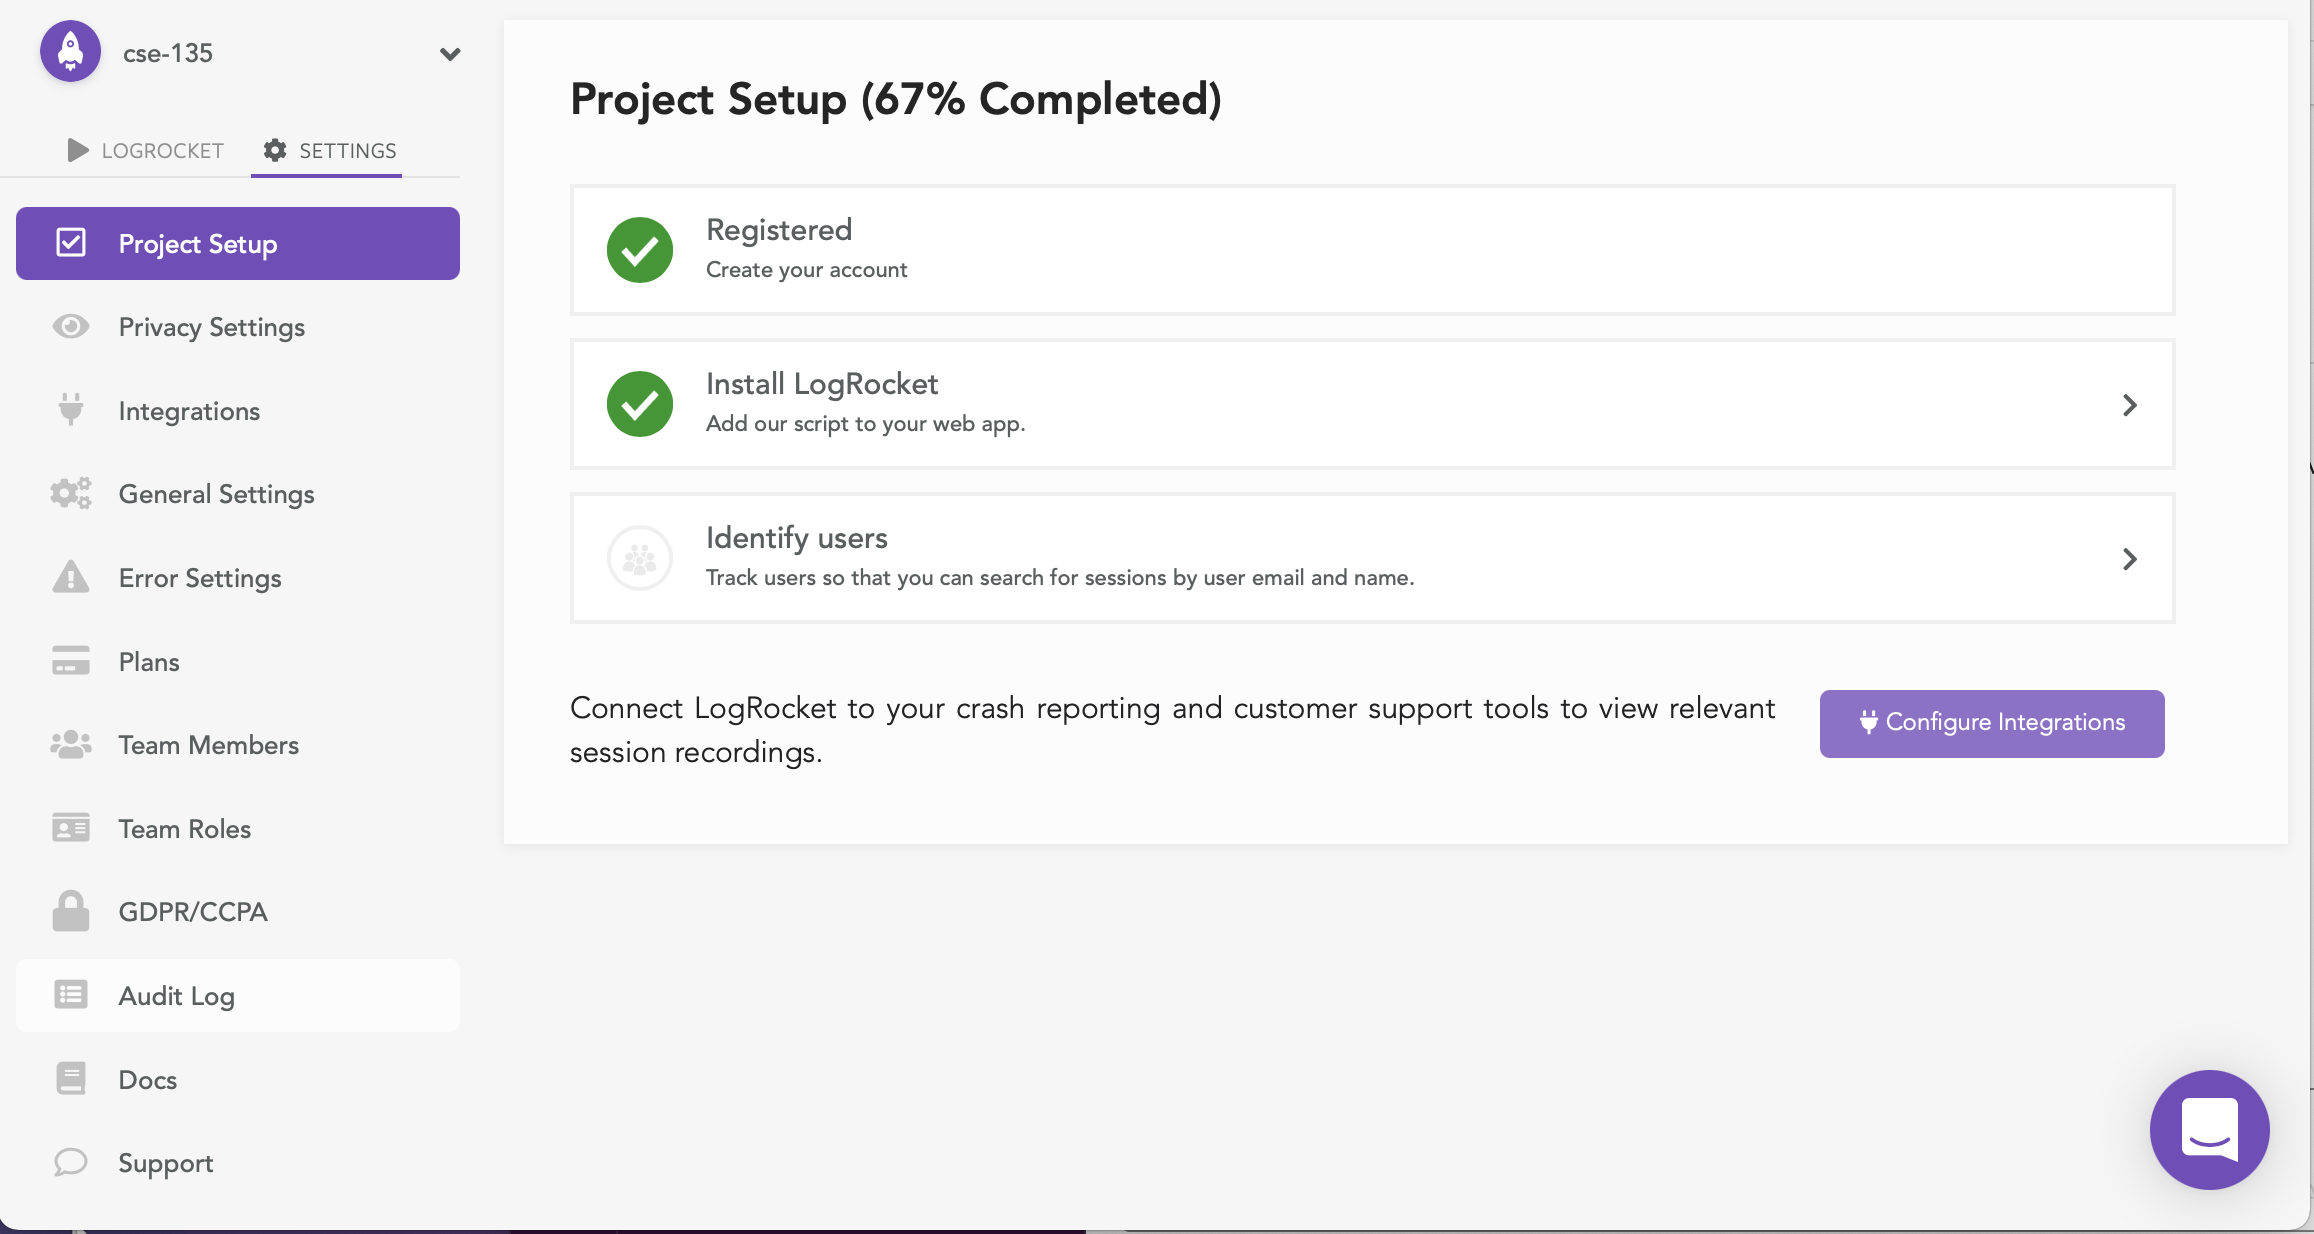 cse-135
LOGROCKET
SETTINGS
Project Setup
Privacy Settings
Integrations
General Settings
Error Settings
Plans
Team Members
Team Roles
GDPR/CCPA
Audit Log
Docs
Support
Project Setup (67% Completed)
Registered
Create your account
Install LogRocket
Add our script to your web app.
Identify users
Track users so that you can search for sessions by user email and name.
Connect LogRocket to your crash reporting and customer support tools to view relevant
session recordings.
Configure Integrations